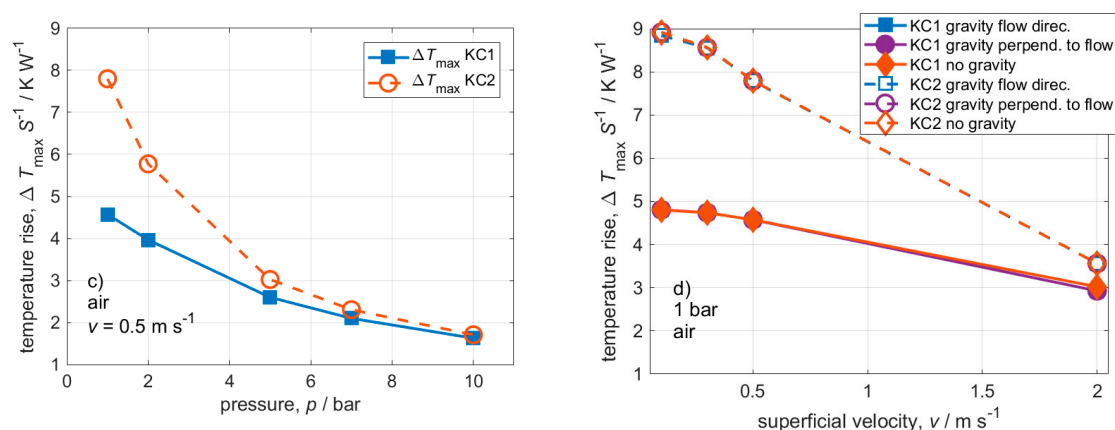 temperature rise, Δ T_max S⁻¹ / K W⁻¹
9
8
7
6
5
4
3
2
1
Δ T_max KC1
Δ T_max KC2
c)
air
v = 0.5 m s⁻¹
0 2 4 6 8 10
pressure, p / bar
temperature rise, Δ T_max S⁻¹ / K W⁻¹
9
8
7
6
5
4
3
2
1
KC1 gravity flow direc.
KC1 gravity perpend. to flow
KC1 no gravity
KC2 gravity flow direc.
KC2 gravity perpend. to flow
KC2 no gravity
d)
1 bar
air
0.5 1 1.5 2
superficial velocity, v / m s⁻¹